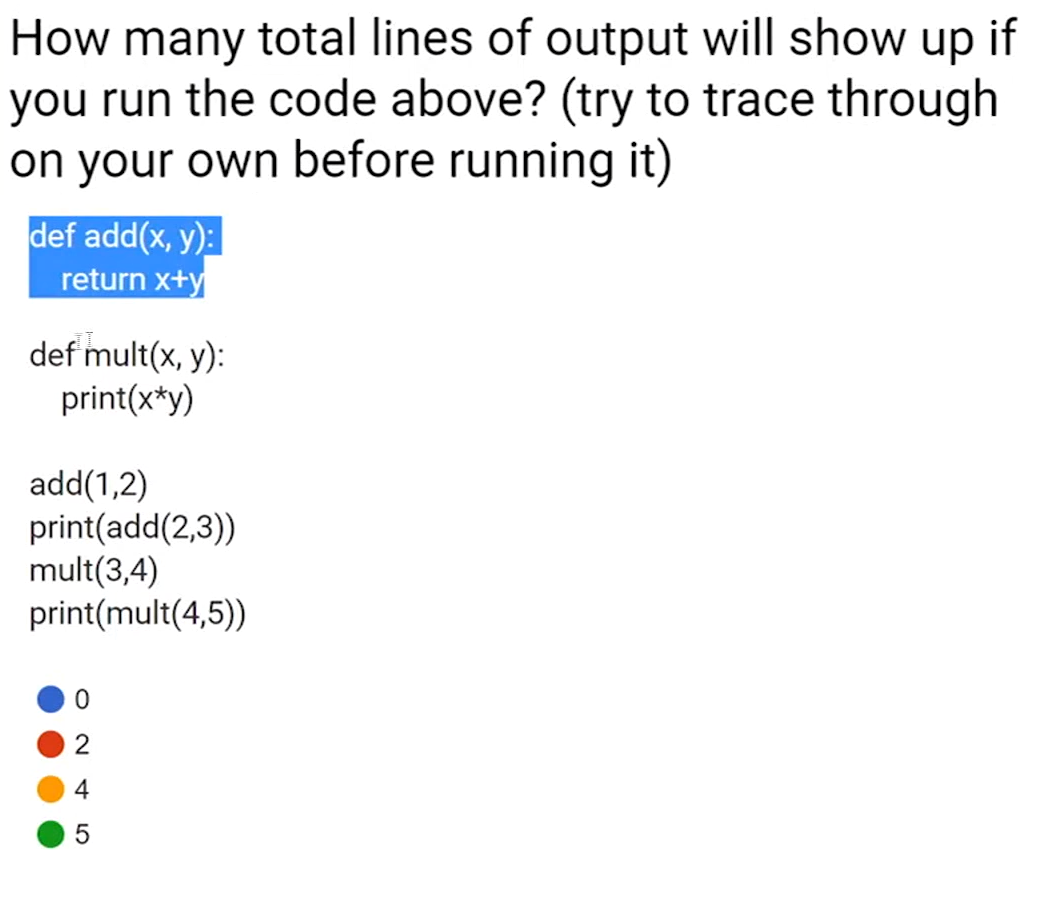 How many total lines of output will show up if
you run the code above? (try to trace through
on your own before running it)
def add(x, y):
    return x+y
def mult(x, y):
    print(x*y)
add(1,2)
print(add(2,3))
mult(3,4)
print(mult(4,5))
0
2
4
5